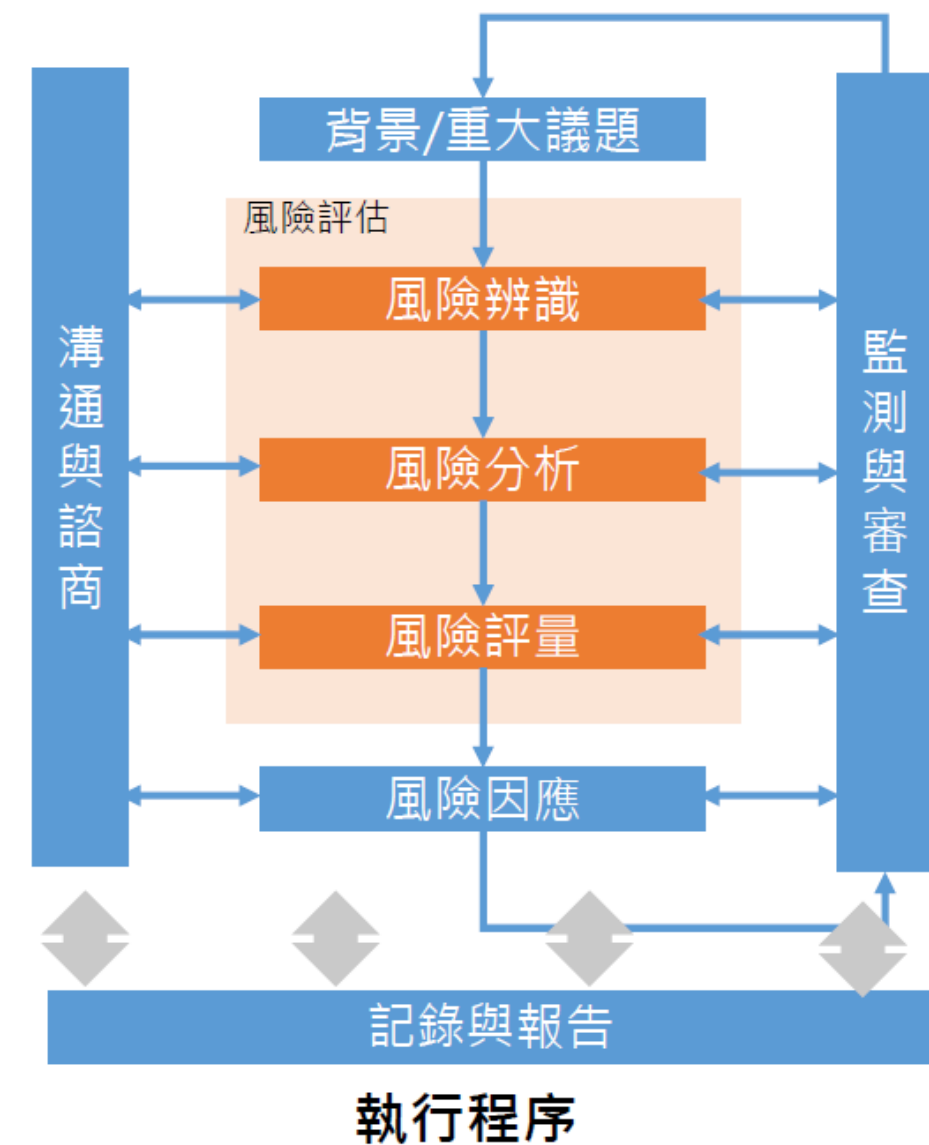 背景/重大議題
風險評估
風險辨識
溝通與諮商
監測與審查
風險分析
風險評量
風險因應
記錄與報告
執行程序